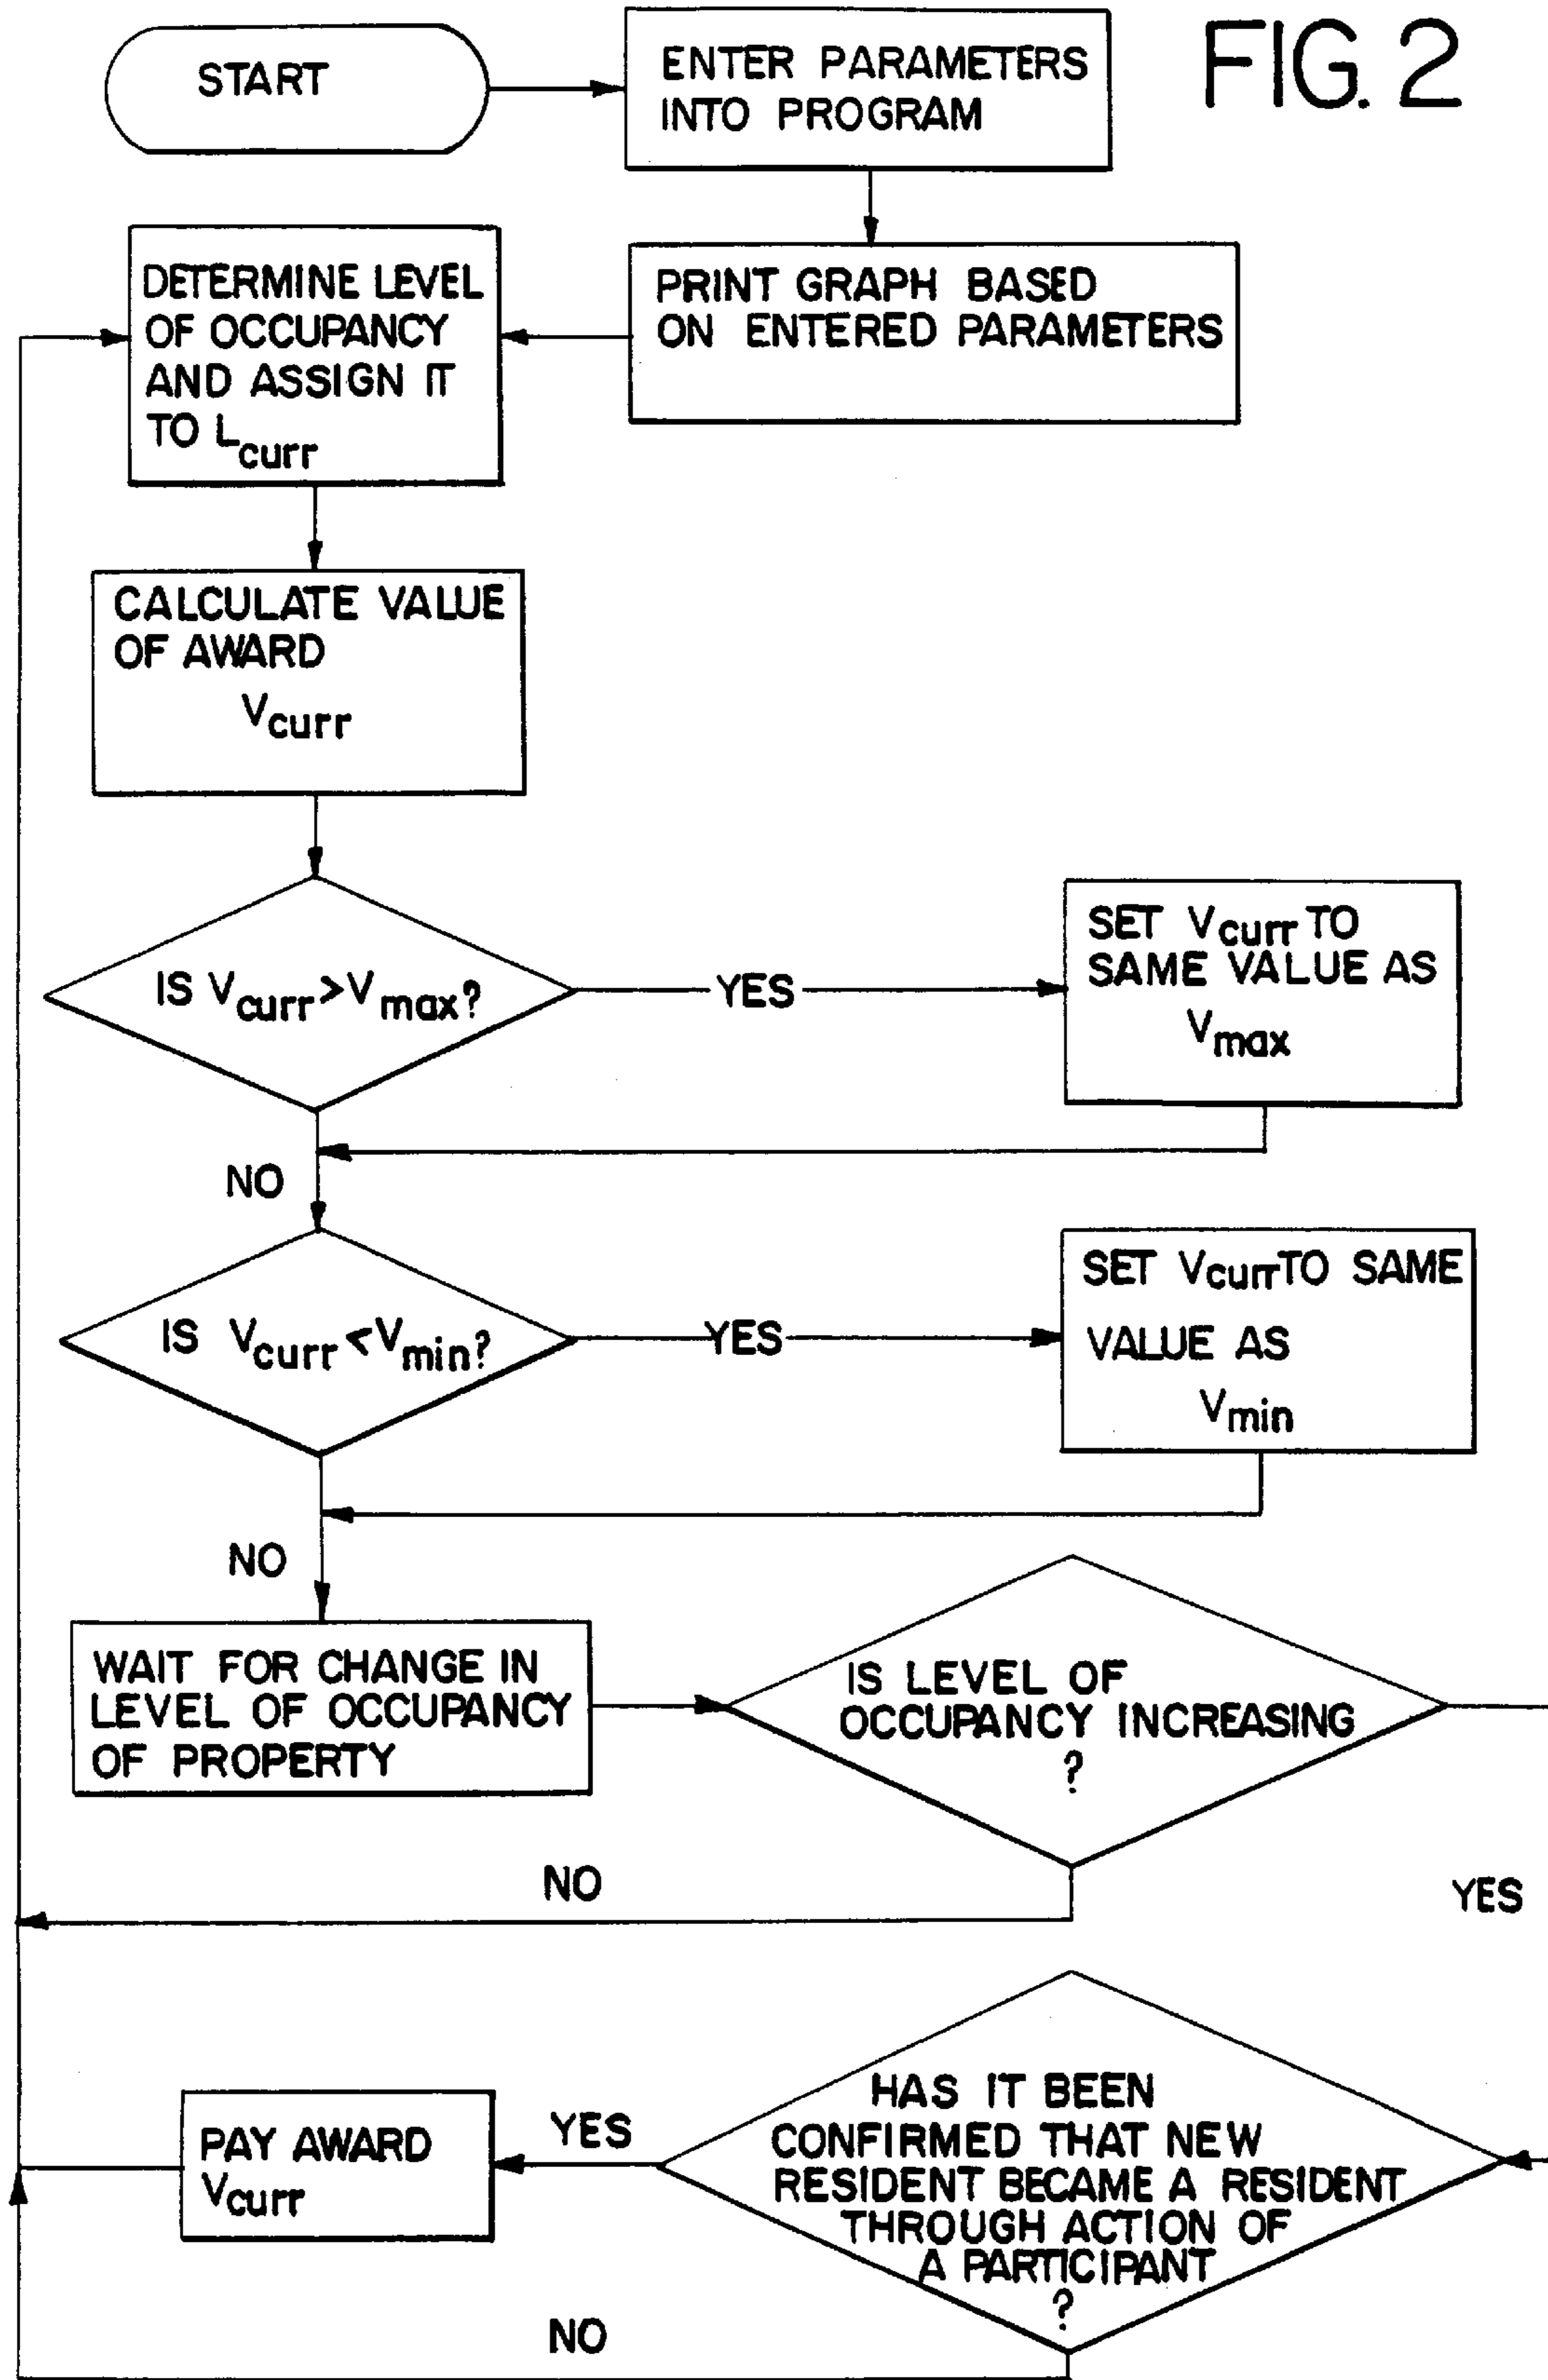 FIG. 2
START
ENTER PARAMETERS
INTO PROGRAM
PRINT GRAPH BASED
ON ENTERED PARAMETERS
DETERMINE LEVEL
OF OCCUPANCY
AND ASSIGN IT
TO Lcurr
CALCULATE VALUE
OF AWARD
Vcurr
IS Vcurr>Vmax?
YES
SET Vcurr TO
SAME VALUE AS
Vmax
NO
IS Vcurr<Vmin?
YES
SET Vcurr TO SAME
VALUE AS
Vmin
NO
WAIT FOR CHANGE IN
LEVEL OF OCCUPANCY
OF PROPERTY
IS LEVEL OF
OCCUPANCY INCREASING
?
NO
YES
HAS IT BEEN
CONFIRMED THAT NEW
RESIDENT BECAME A RESIDENT
THROUGH ACTION OF
A PARTICIPANT
?
YES
PAY AWARD
Vcurr
NO